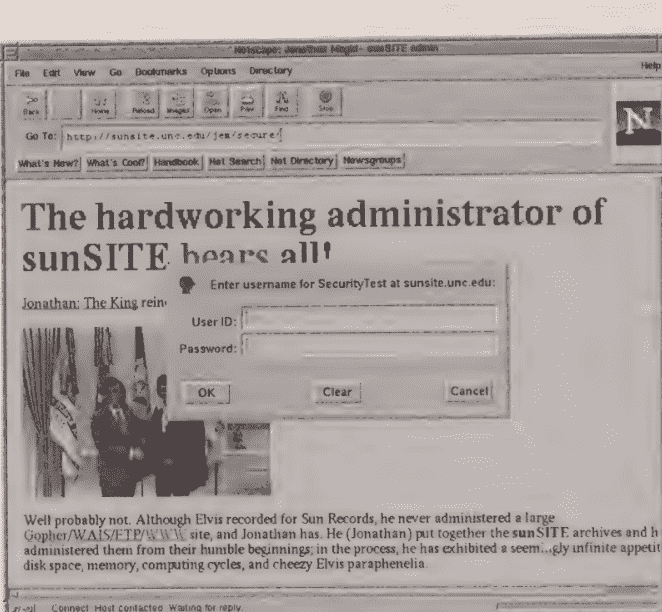 Netscape: Jonathan Magid- sunSITE admin
File Edit View Go Bookmarks Options Directory Help
Back Home Reload Images Open Print Find Stop
Go To: http://sunsite.unc.edu/jem/secure/
N
What's New? What's Cool? Handbook Net Search Net Directory Newsgroups
The hardworking administrator of
sunSITE bears all!
Enter username for SecurityTest at sunsite.unc.edu:
Jonathan: The King rein
User ID:
Password:
OK Clear Cancel
Well probably not. Although Elvis recorded for Sun Records, he never administered a large
Gopher/WAIS/FTP/WWW site, and Jonathan has. He (Jonathan) put together the sunSITE archives and h
administered them from their humble beginnings; in the process, he has exhibited a seem...gly infinite appetit
disk space, memory, computing cycles, and cheezy Elvis paraphenelia.
Connect: Host contacted. Waiting for reply.